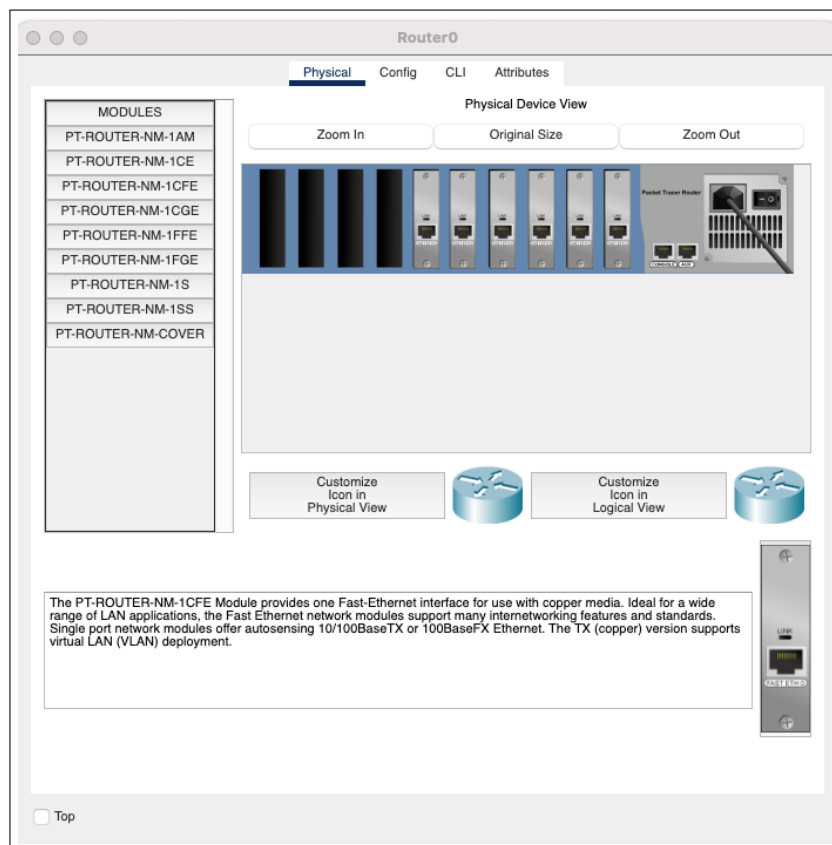 Router0
Physical Config CLI Attributes
MODULES
PT-ROUTER-NM-1AM
PT-ROUTER-NM-1CE
PT-ROUTER-NM-1CFE
PT-ROUTER-NM-1CGE
PT-ROUTER-NM-1FFE
PT-ROUTER-NM-1FGE
PT-ROUTER-NM-1S
PT-ROUTER-NM-1SS
PT-ROUTER-NM-COVER
Physical Device View
Zoom In Original Size Zoom Out
Packet Tracer Router
CONSOLE AUX
Customize
Icon in
Physical View
Customize
Icon in
Logical View
The PT-ROUTER-NM-1CFE Module provides one Fast-Ethernet interface for use with copper media. Ideal for a wide
range of LAN applications, the Fast Ethernet network modules support many internetworking features and standards.
Single port network modules offer autosensing 10/100BaseTX or 100BaseFX Ethernet. The TX (copper) version supports
virtual LAN (VLAN) deployment.
LINK
FAST ETH 0
Top